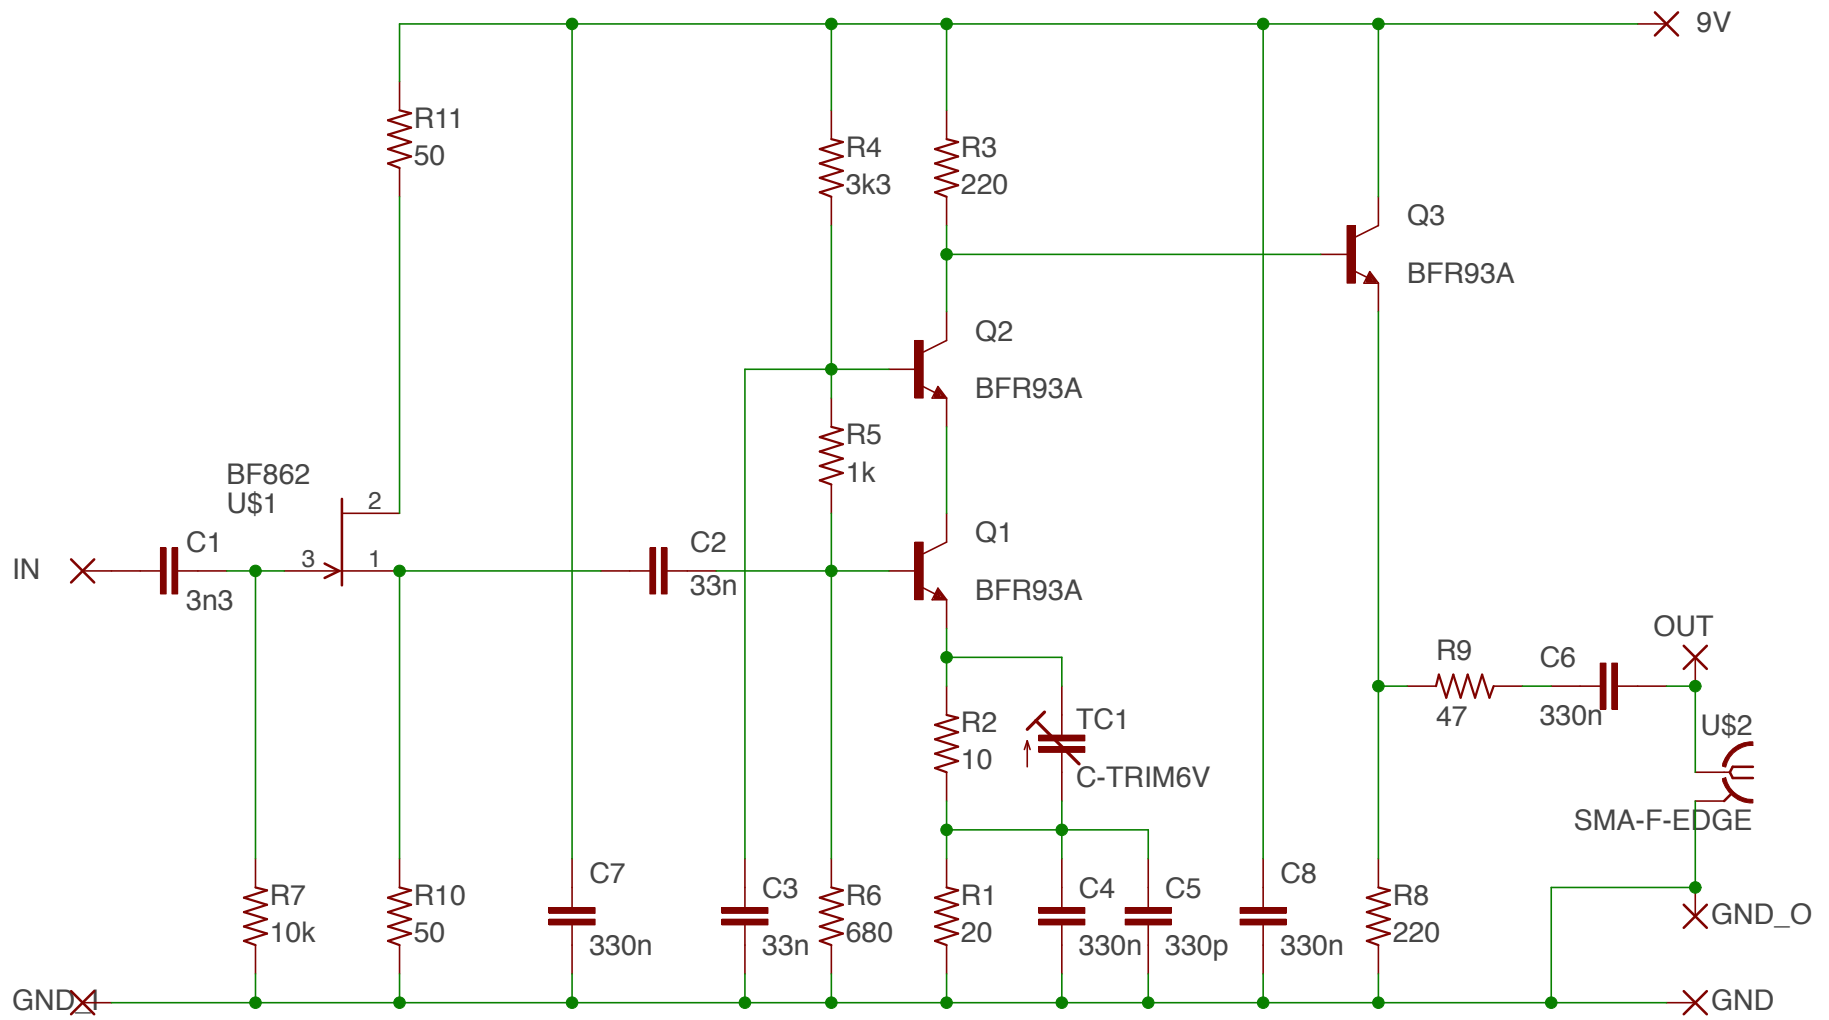 9V
R11
50
R4
3k3
R3
220
Q3
BFR93A
Q2
BFR93A
R5
1k
BF862
U$1
2
3
1
C1
3n3
IN
C2
33n
Q1
BFR93A
OUT
R9
47
C6
330n
R2
10
TC1
C-TRIM6V
U$2
SMA-F-EDGE
R7
10k
R10
50
C7
330n
C3
33n
R6
680
R1
20
C4
330n
C5
330p
C8
330n
R8
220
GND_O
GND_I
GND